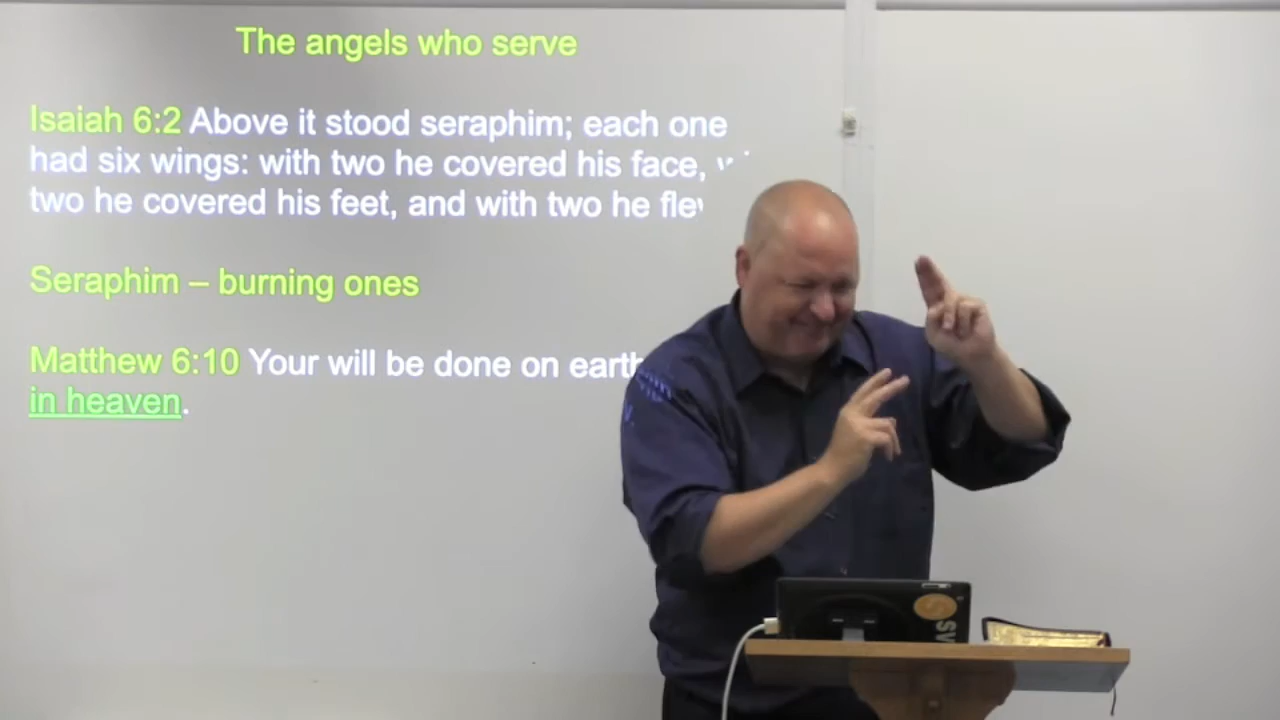 The angels who serve
Isaiah 6:2 Above it stood seraphim; each one
had six wings: with two he covered his face,
two he covered his feet, and with two he
Seraphim – burning ones
Matthew 6:10 Your will be done on earth
in heaven.
SV